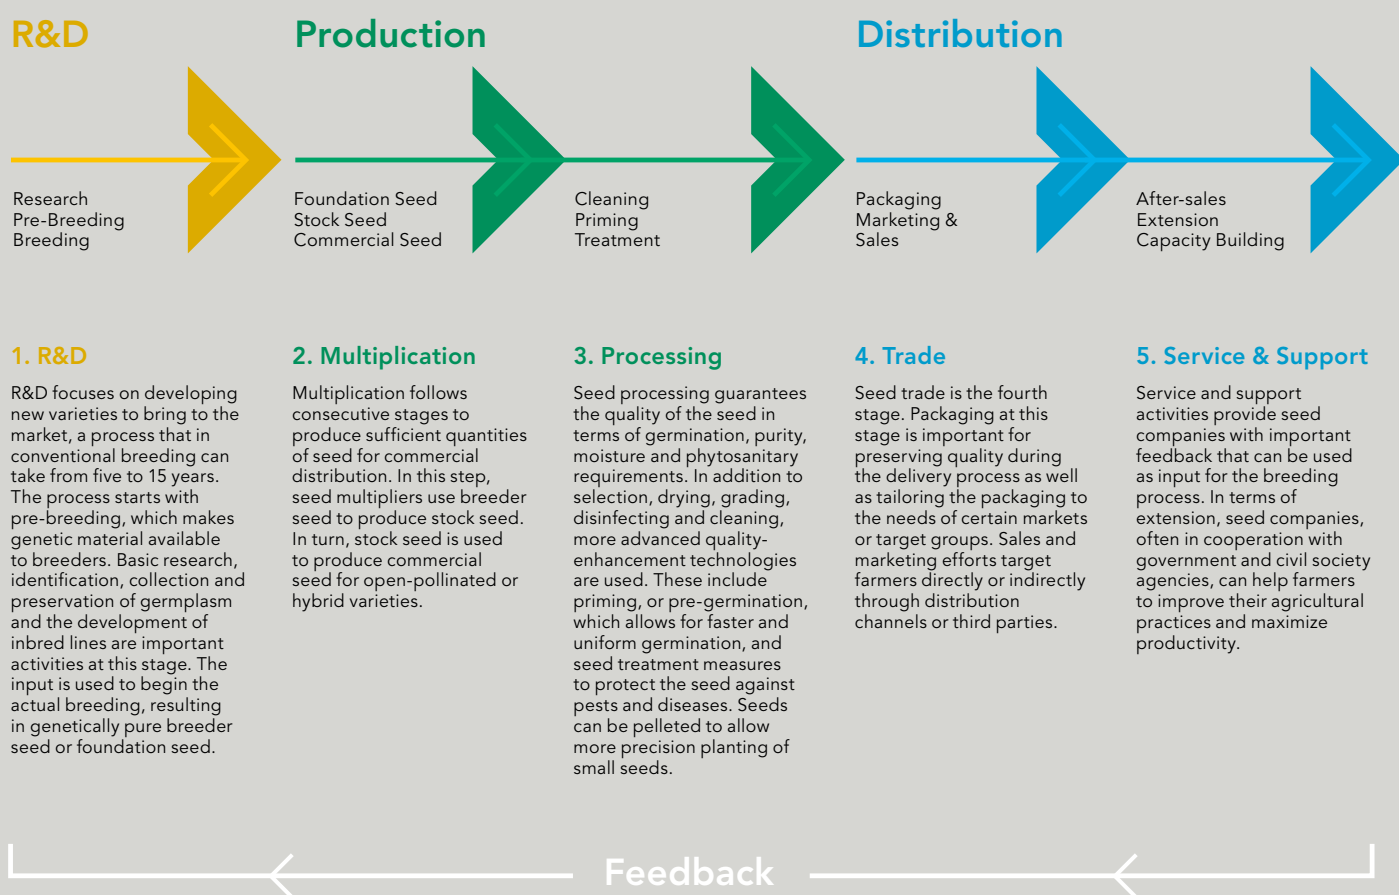 R&D
Production
Distribution
Research
Pre-Breeding
Breeding
Foundation Seed
Stock Seed
Commercial Seed
Cleaning
Priming
Treatment
Packaging
Marketing &
Sales
After-sales
Extension
Capacity Building
1. R&D
R&D focuses on developing
new varieties to bring to the
market, a process that in
conventional breeding can
take from five to 15 years.
The process starts with
pre-breeding, which makes
genetic material available
to breeders. Basic research,
identification, collection and
preservation of germplasm
and the development of
inbred lines are important
activities at this stage. The
input is used to begin the
actual breeding, resulting
in genetically pure breeder
seed or foundation seed.
2. Multiplication
Multiplication follows
consecutive stages to
produce sufficient quantities
of seed for commercial
distribution. In this step,
seed multipliers use breeder
seed to produce stock seed.
In turn, stock seed is used
to produce commercial
seed for open-pollinated or
hybrid varieties.
3. Processing
Seed processing guarantees
the quality of the seed in
terms of germination, purity,
moisture and phytosanitary
requirements. In addition to
selection, drying, grading,
disinfecting and cleaning,
more advanced quality-
enhancement technologies
are used. These include
priming, or pre-germination,
which allows for faster and
uniform germination, and
seed treatment measures
to protect the seed against
pests and diseases. Seeds
can be pelleted to allow
more precision planting of
small seeds.
4. Trade
Seed trade is the fourth
stage. Packaging at this
stage is important for
preserving quality during
the delivery process as well
as tailoring the packaging to
the needs of certain markets
or target groups. Sales and
marketing efforts target
farmers directly or indirectly
through distribution
channels or third parties.
5. Service & Support
Service and support
activities provide seed
companies with important
feedback that can be used
as input for the breeding
process. In terms of
extension, seed companies,
often in cooperation with
government and civil society
agencies, can help farmers
to improve their agricultural
practices and maximize
productivity.
Feedback